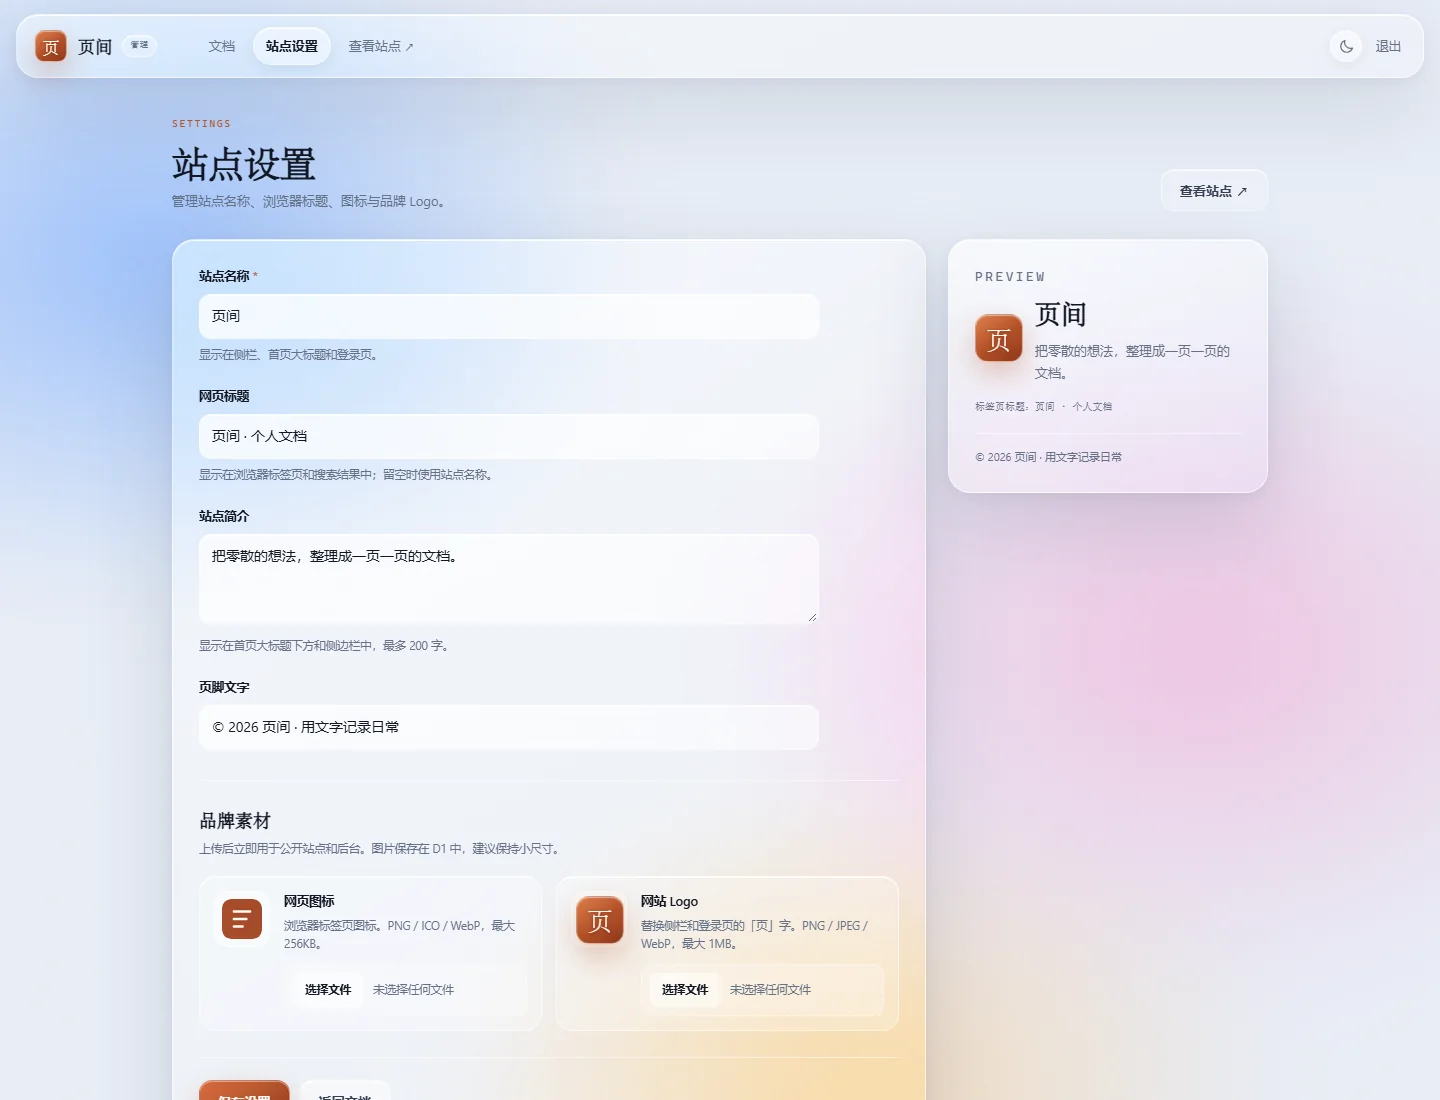 页 页间 管理 文档 站点设置 查看站点 ↗ 退出
SETTINGS
站点设置
管理站点名称、浏览器标题、图标与品牌 Logo。
查看站点 ↗
站点名称 *
页间
显示在侧栏、首页大标题和登录页。
网页标题
页间 · 个人文档
显示在浏览器标签页和搜索结果中；留空时使用站点名称。
站点简介
把零散的想法，整理成一页一页的文档。
显示在首页大标题下方和侧边栏中，最多 200 字。
页脚文字
© 2026 页间 · 用文字记录日常
PREVIEW
页
页间
把零散的想法，整理成一页一页的
文档。
标签页标题：页间 · 个人文档
© 2026 页间 · 用文字记录日常
品牌素材
上传后立即用于公开站点和后台。图片保存在 D1 中，建议保持小尺寸。
网页图标
浏览器标签页图标。PNG / ICO / WebP，最大
256KB。
选择文件 未选择任何文件
页
网站 Logo
替换侧栏和登录页的「页」字。PNG / JPEG /
WebP，最大 1MB。
选择文件 未选择任何文件
保存设置 返回文档